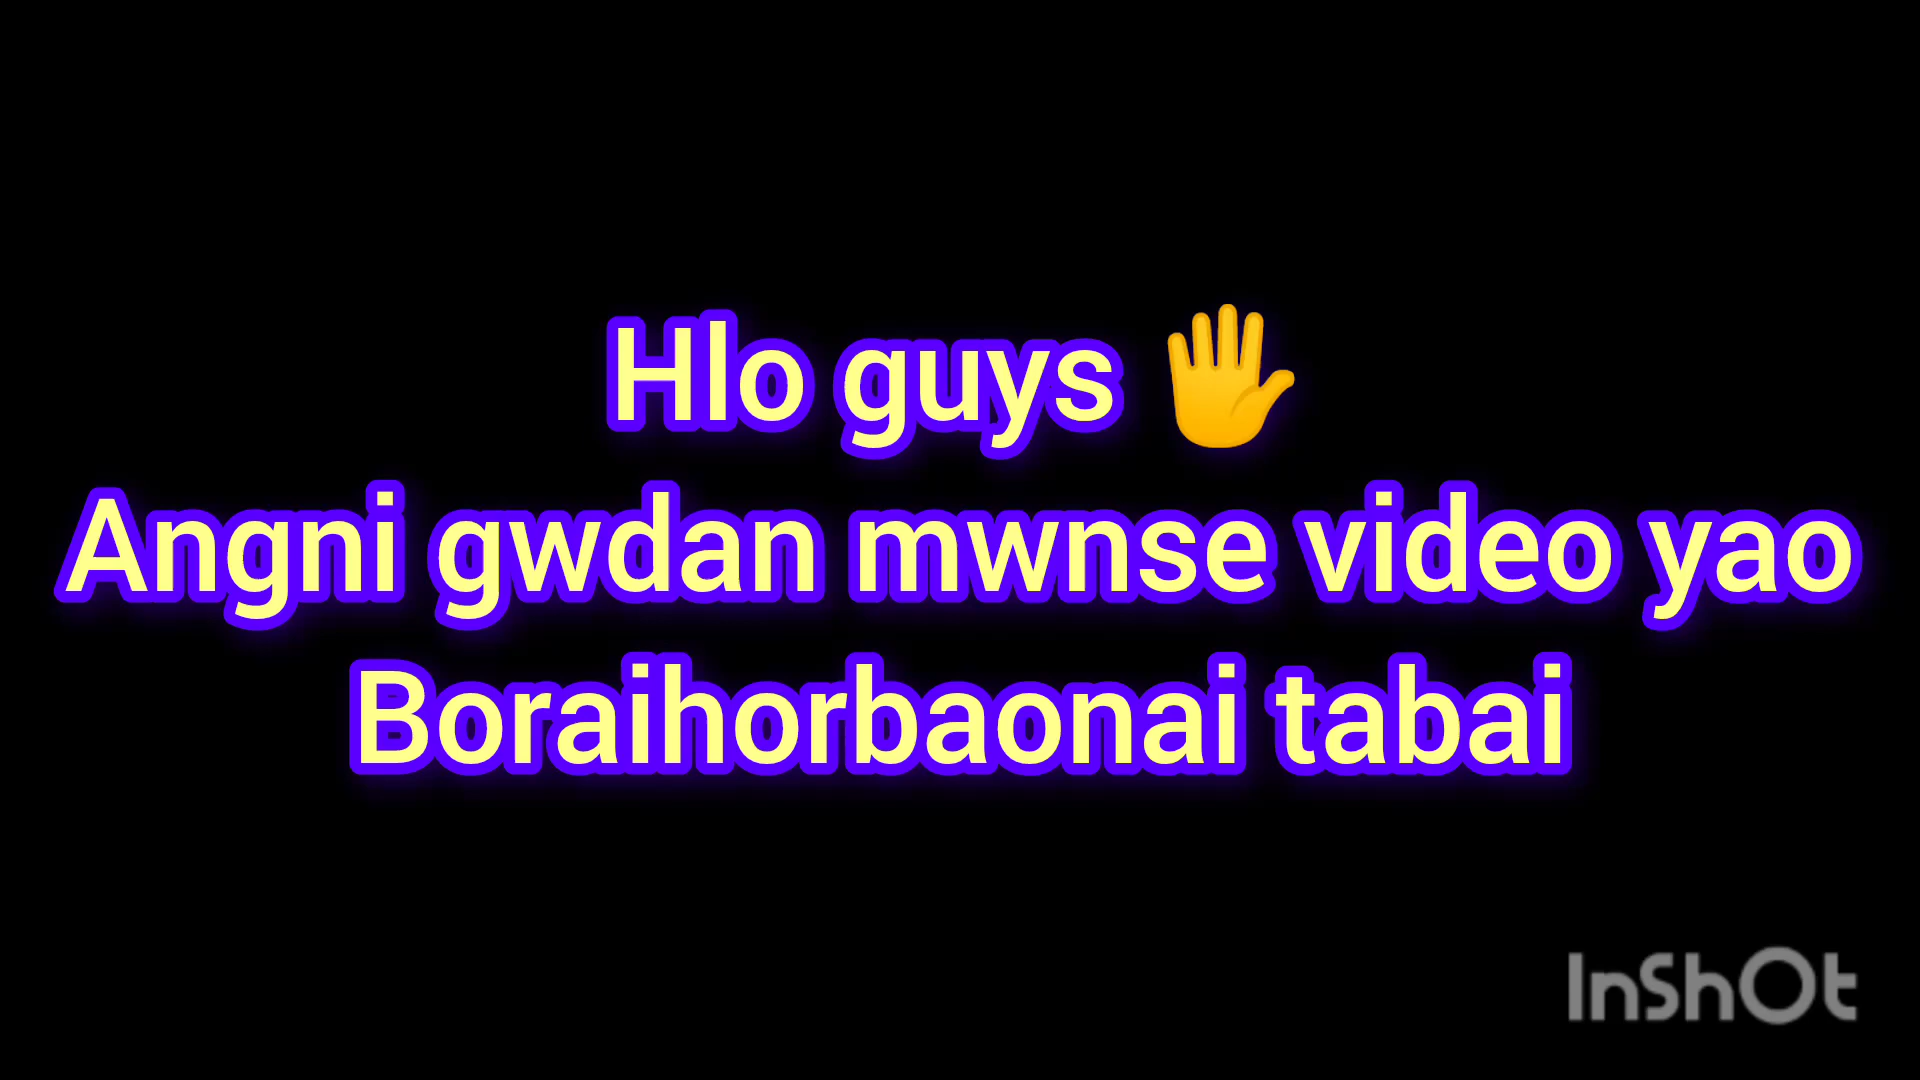 Hlo guys 🖐
Angni gwdan mwnse video yao
Boraihorbaonai tabai
InShOt